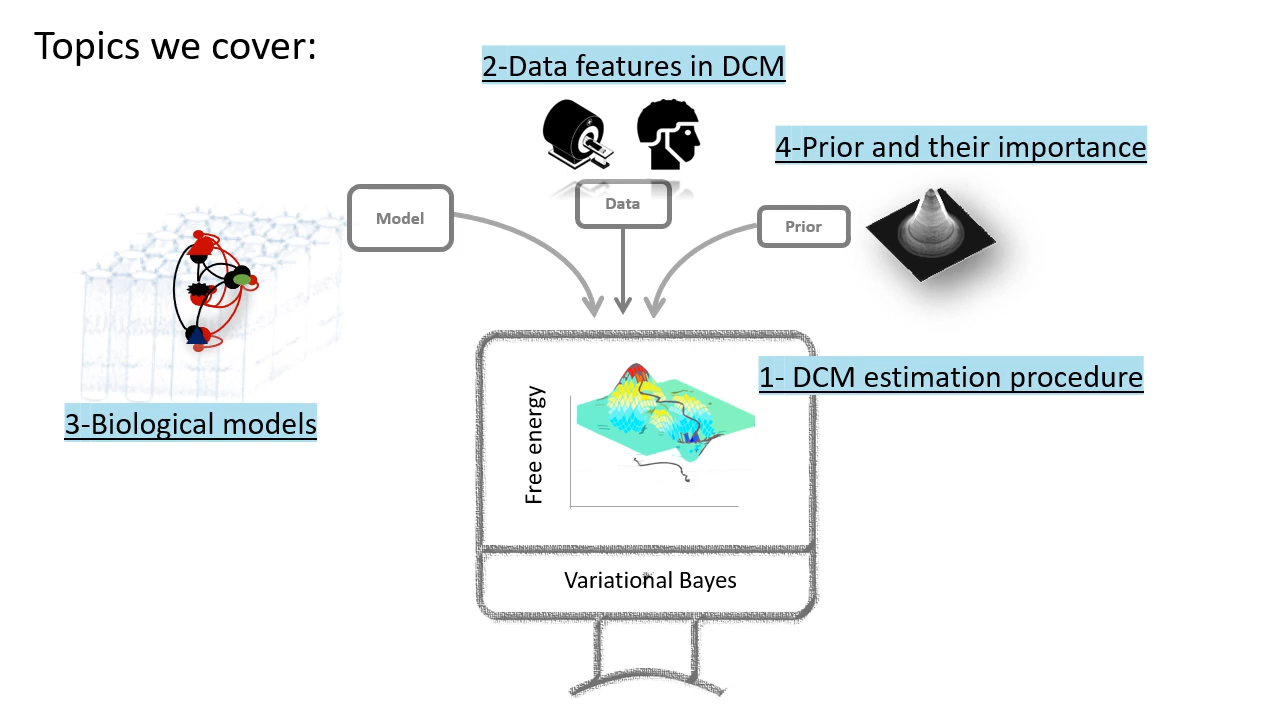 Topics we cover:
2-Data features in DCM
4-Prior and their importance
Model
Data
Prior
3-Biological models
1- DCM estimation procedure
Free energy
Variational Bayes